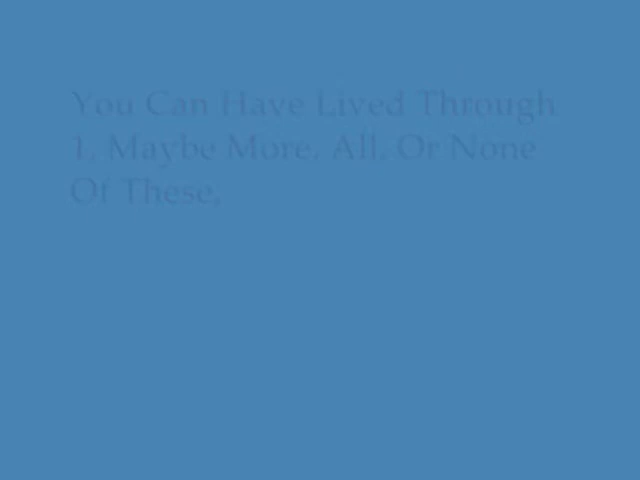 You Can Have Lived Through
1, Maybe More, All, Or None
Of These,